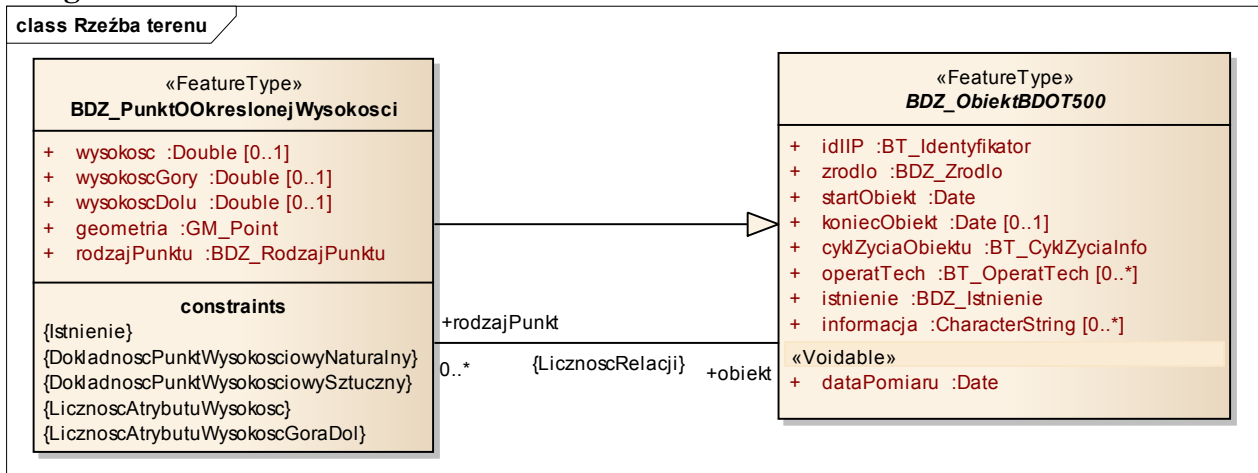 class Rzeźba terenu
«FeatureType»
BDZ_PunktOOkreslonejWysokosci
+ wysokosc :Double [0..1]
+ wysokoscGory :Double [0..1]
+ wysokoscDolu :Double [0..1]
+ geometria :GM_Point
+ rodzajPunktu :BDZ_RodzajPunktu
constraints
{Istnienie}
{DokladnoscPunktWysokosciowyNaturalny}
{DokladnoscPunktWysokosciowySztuczny}
{LicznoscAtrybutuWysokosc}
{LicznoscAtrybutuWysokoscGoraDol}
+rodzajPunkt
0..*
{LicznoscRelacji}
+obiekt
«FeatureType»
BDZ_ObiektBDOT500
+ idIIP :BT_Identyfikator
+ zrodlo :BDZ_Zrodlo
+ startObiekt :Date
+ koniecObiekt :Date [0..1]
+ cyklZyciaObiektu :BT_CyklZyciaInfo
+ operatTech :BT_OperatTech [0..*]
+ istnienie :BDZ_Istnienie
+ informacja :CharacterString [0..*]
«Voidable»
+ dataPomiaru :Date